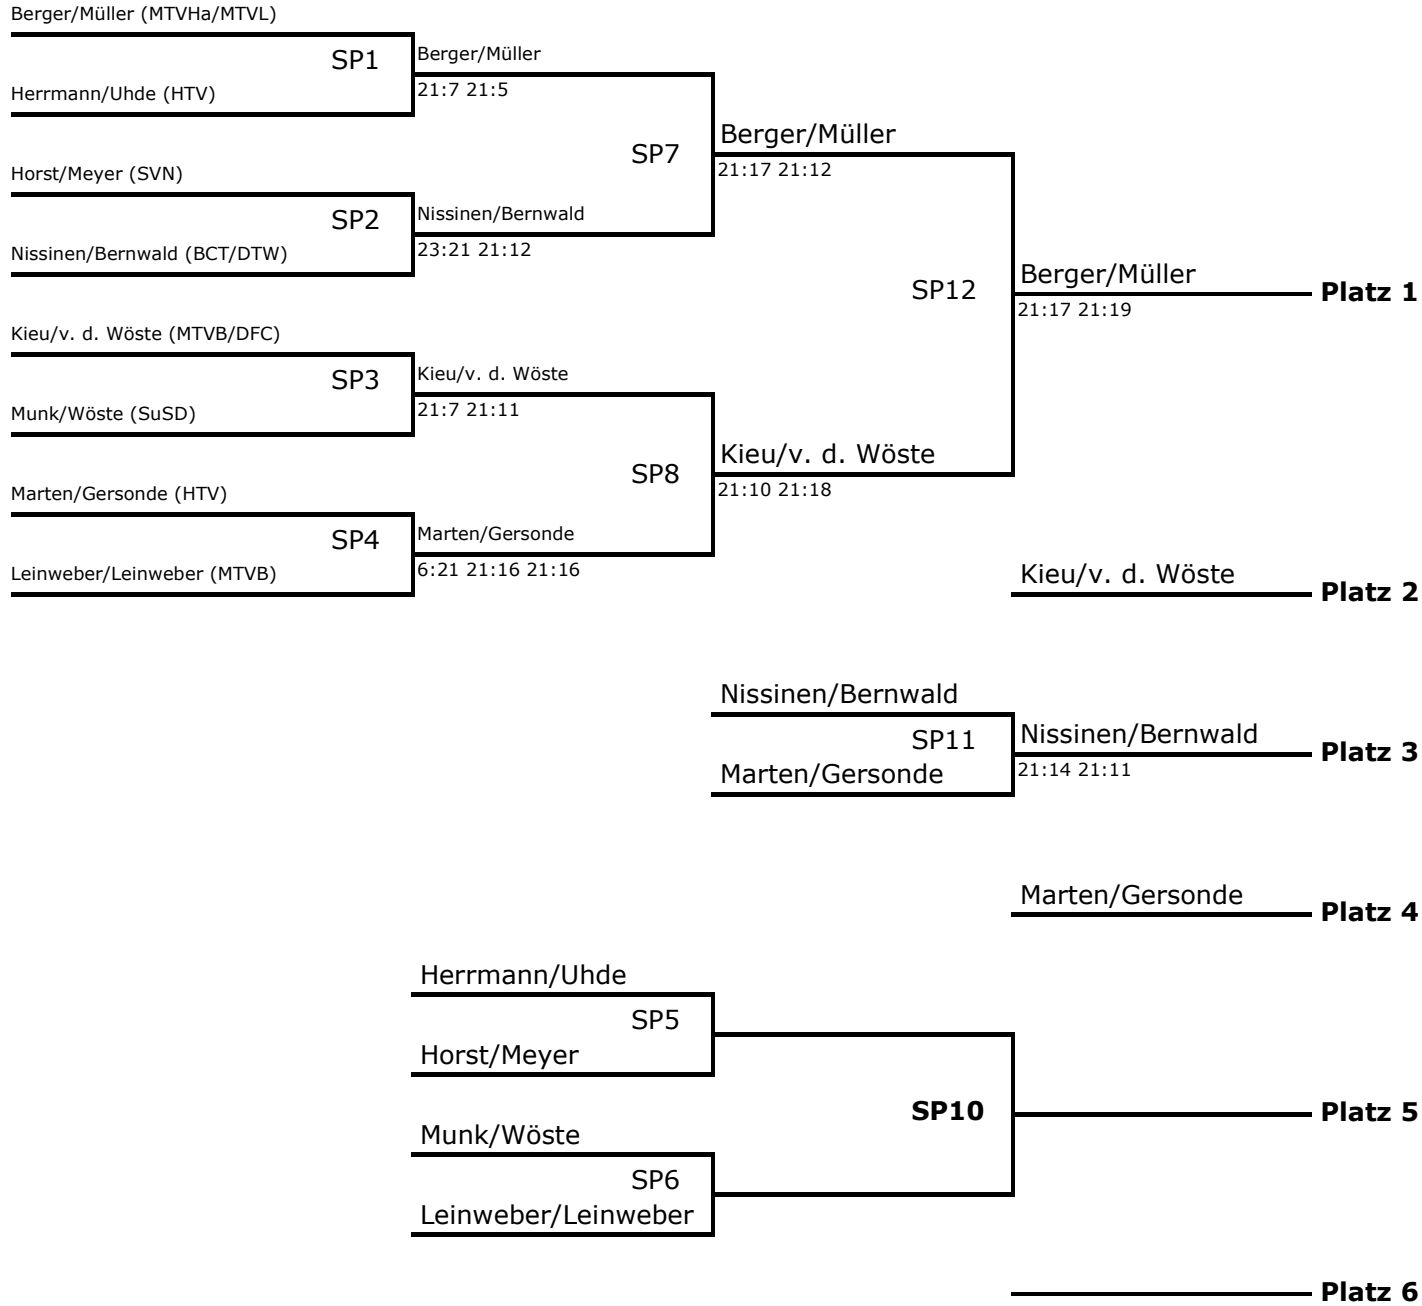 Berger/Müller (MTVHa/MTVL)
SP1
Berger/Müller
Herrmann/Uhde (HTV)
21:7 21:5
SP7
Berger/Müller
21:17 21:12
Horst/Meyer (SVN)
SP2
Nissinen/Bernwald
Nissinen/Bernwald (BCT/DTW)
23:21 21:12
SP12
Berger/Müller
Platz 1
21:17 21:19
Kieu/v. d. Wöste (MTVB/DFC)
SP3
Kieu/v. d. Wöste
Munk/Wöste (SuSD)
21:7 21:11
SP8
Kieu/v. d. Wöste
21:10 21:18
Marten/Gersonde (HTV)
SP4
Marten/Gersonde
Leinweber/Leinweber (MTVB)
6:21 21:16 21:16
Kieu/v. d. Wöste
Platz 2
Nissinen/Bernwald
SP11
Nissinen/Bernwald
Platz 3
Marten/Gersonde
21:14 21:11
Marten/Gersonde
Platz 4
Herrmann/Uhde
SP5
Horst/Meyer
SP10
Platz 5
Munk/Wöste
SP6
Leinweber/Leinweber
Platz 6